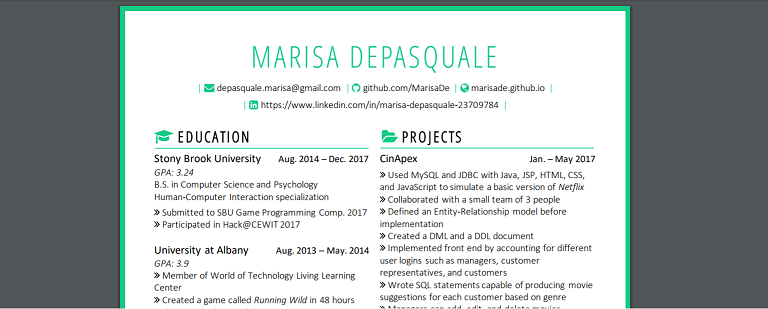 MARISA DEPASQUALE
| depasquale.marisa@gmail.com | github.com/MarisaDe | marisade.github.io |
| https://www.linkedin.com/in/marisa-depasquale-23709784 |
EDUCATION
Stony Brook University Aug. 2014 – Dec. 2017
GPA: 3.24
B.S. in Computer Science and Psychology
Human-Computer Interaction specialization
» Submitted to SBU Game Programming Comp. 2017
» Participated in Hack@CEWIT 2017
University at Albany Aug. 2013 – May. 2014
GPA: 3.9
» Member of World of Technology Living Learning
Center
» Created a game called Running Wild in 48 hours
PROJECTS
CinApex Jan. – May 2017
» Used MySQL and JDBC with Java, JSP, HTML, CSS,
and JavaScript to simulate a basic version of Netflix
» Collaborated with a small team of 3 people
» Defined an Entity-Relationship model before
implementation
» Created a DML and a DDL document
» Implemented front end by accounting for different
user logins such as managers, customer
representatives, and customers
» Wrote SQL statements capable of producing movie
suggestions for each customer based on genre
» Managers can add, edit, and delete movies